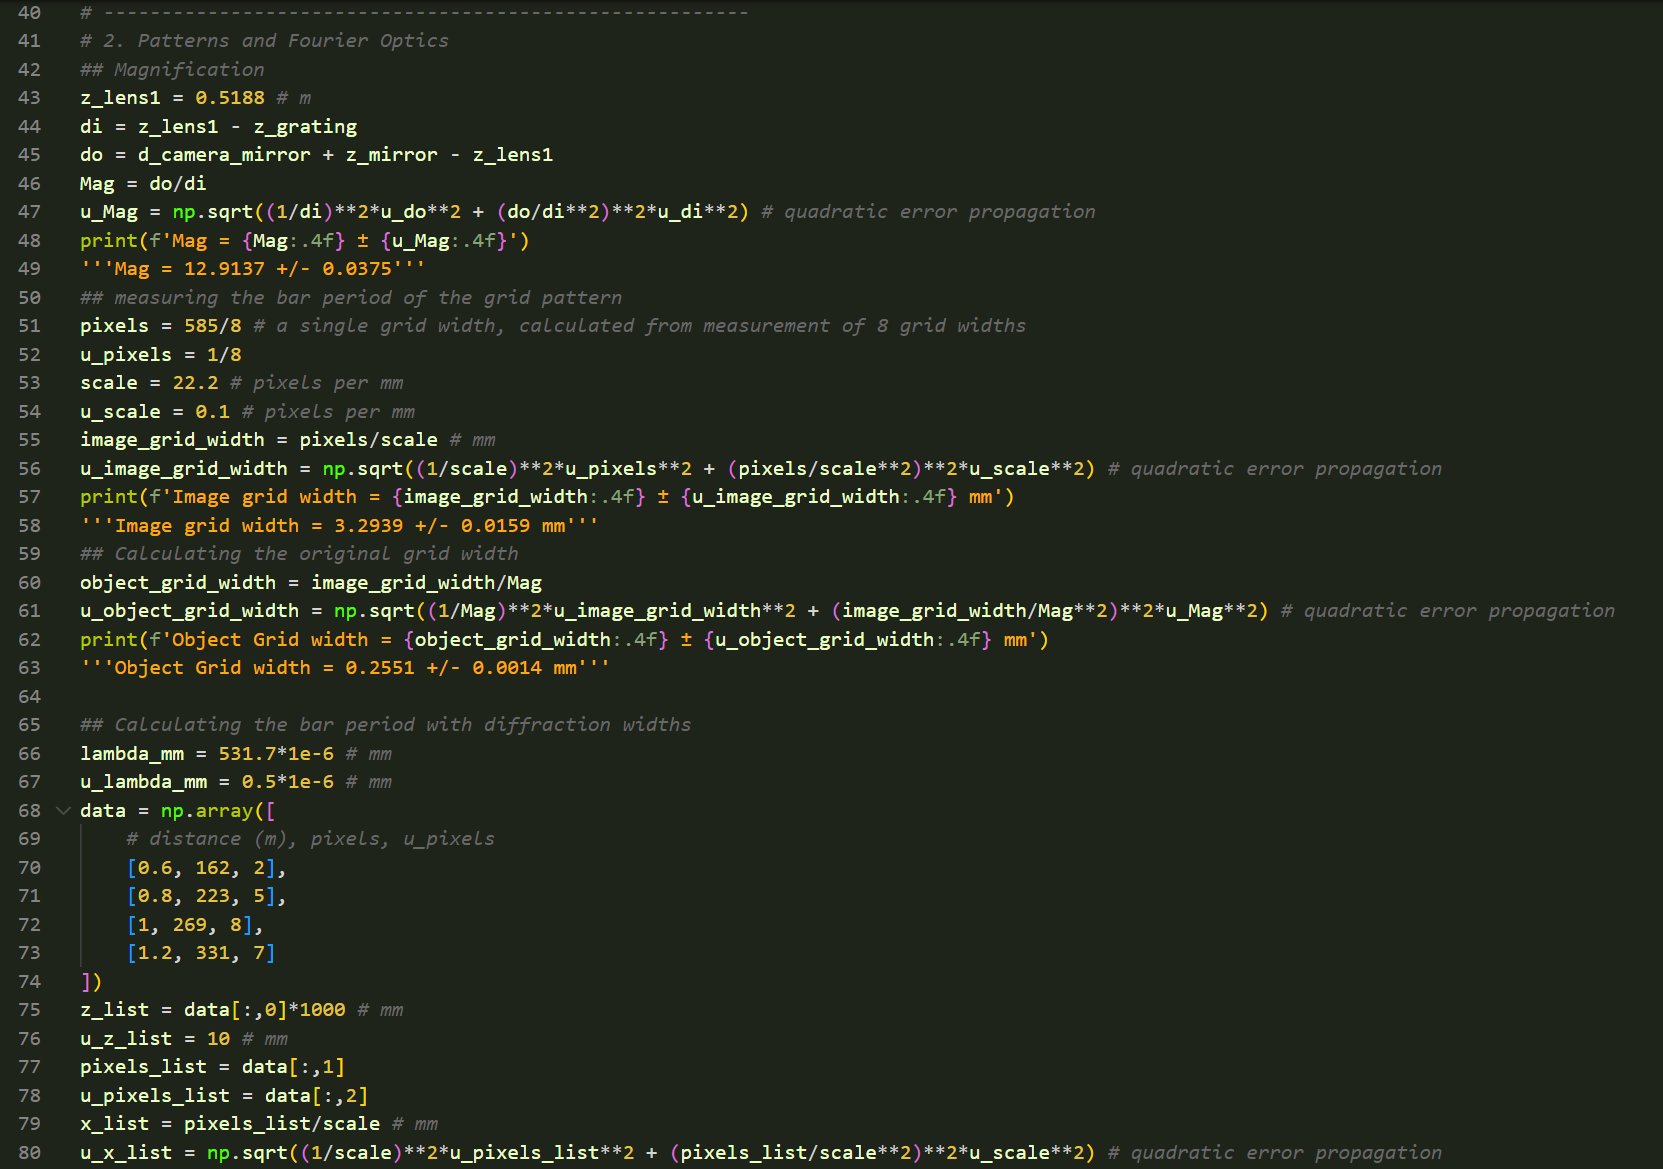 40 # --------------------------------------------------------
41 # 2. Patterns and Fourier Optics
42 ## Magnification
43 z_lens1 = 0.5188 # m
44 di = z_lens1 - z_grating
45 do = d_camera_mirror + z_mirror - z_lens1
46 Mag = do/di
47 u_Mag = np.sqrt((1/di)**2*u_do**2 + (do/di**2)**2*u_di**2) # quadratic error propagation
48 print(f'Mag = {Mag:.4f} ± {u_Mag:.4f}')
49 '''Mag = 12.9137 +/- 0.0375'''
50 ## measuring the bar period of the grid pattern
51 pixels = 585/8 # a single grid width, calculated from measurement of 8 grid widths
52 u_pixels = 1/8
53 scale = 22.2 # pixels per mm
54 u_scale = 0.1 # pixels per mm
55 image_grid_width = pixels/scale # mm
56 u_image_grid_width = np.sqrt((1/scale)**2*u_pixels**2 + (pixels/scale**2)**2*u_scale**2) # quadratic error propagation
57 print(f'Image grid width = {image_grid_width:.4f} ± {u_image_grid_width:.4f} mm')
58 '''Image grid width = 3.2939 +/- 0.0159 mm'''
59 ## Calculating the original grid width
60 object_grid_width = image_grid_width/Mag
61 u_object_grid_width = np.sqrt((1/Mag)**2*u_image_grid_width**2 + (image_grid_width/Mag**2)**2*u_Mag**2) # quadratic error propagation
62 print(f'Object Grid width = {object_grid_width:.4f} ± {u_object_grid_width:.4f} mm')
63 '''Object Grid width = 0.2551 +/- 0.0014 mm'''
64
65 ## Calculating the bar period with diffraction widths
66 lambda_mm = 531.7*1e-6 # mm
67 u_lambda_mm = 0.5*1e-6 # mm
68 data = np.array([
69 # distance (m), pixels, u_pixels
70 [0.6, 162, 2],
71 [0.8, 223, 5],
72 [1, 269, 8],
73 [1.2, 331, 7]
74 ])
75 z_list = data[:,0]*1000 # mm
76 u_z_list = 10 # mm
77 pixels_list = data[:,1]
78 u_pixels_list = data[:,2]
79 x_list = pixels_list/scale # mm
80 u_x_list = np.sqrt((1/scale)**2*u_pixels_list**2 + (pixels_list/scale**2)**2*u_scale**2) # quadratic error propagation